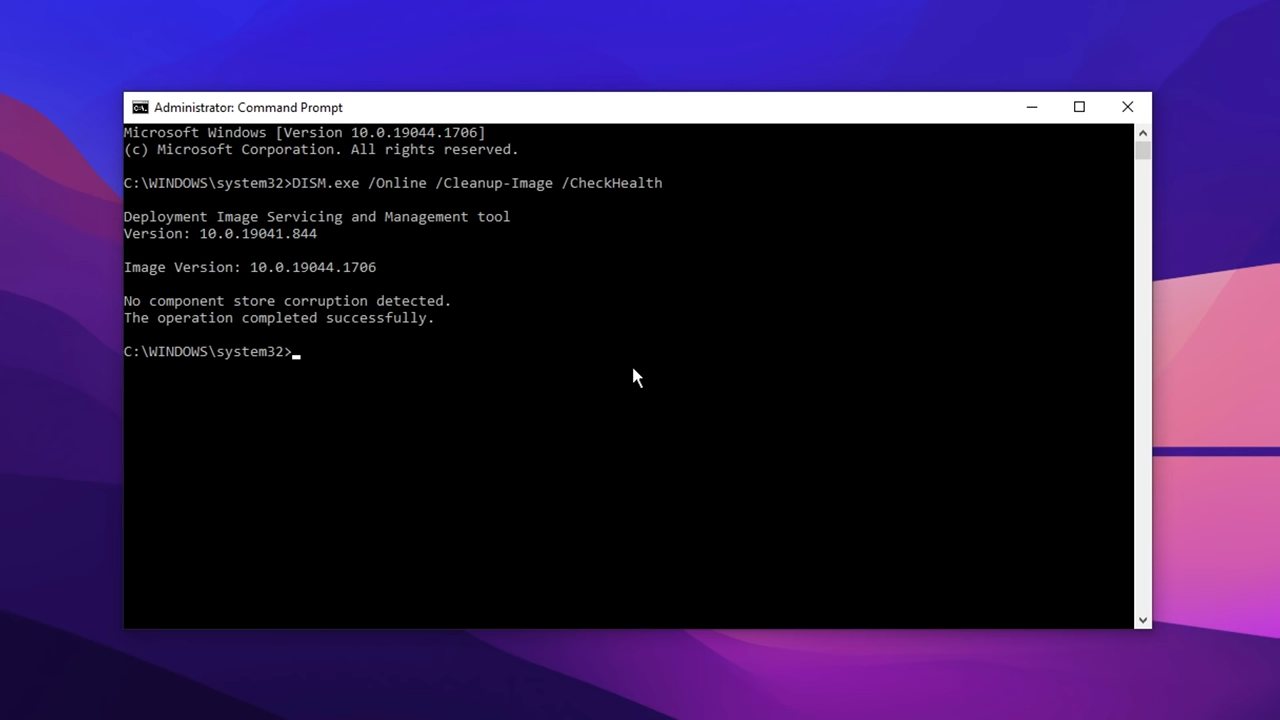 Administrator: Command Prompt
Microsoft Windows [Version 10.0.19044.1706]
(c) Microsoft Corporation. All rights reserved.
C:\WINDOWS\system32>DISM.exe /Online /Cleanup-Image /CheckHealth
Deployment Image Servicing and Management tool
Version: 10.0.19041.844
Image Version: 10.0.19044.1706
No component store corruption detected.
The operation completed successfully.
C:\WINDOWS\system32>